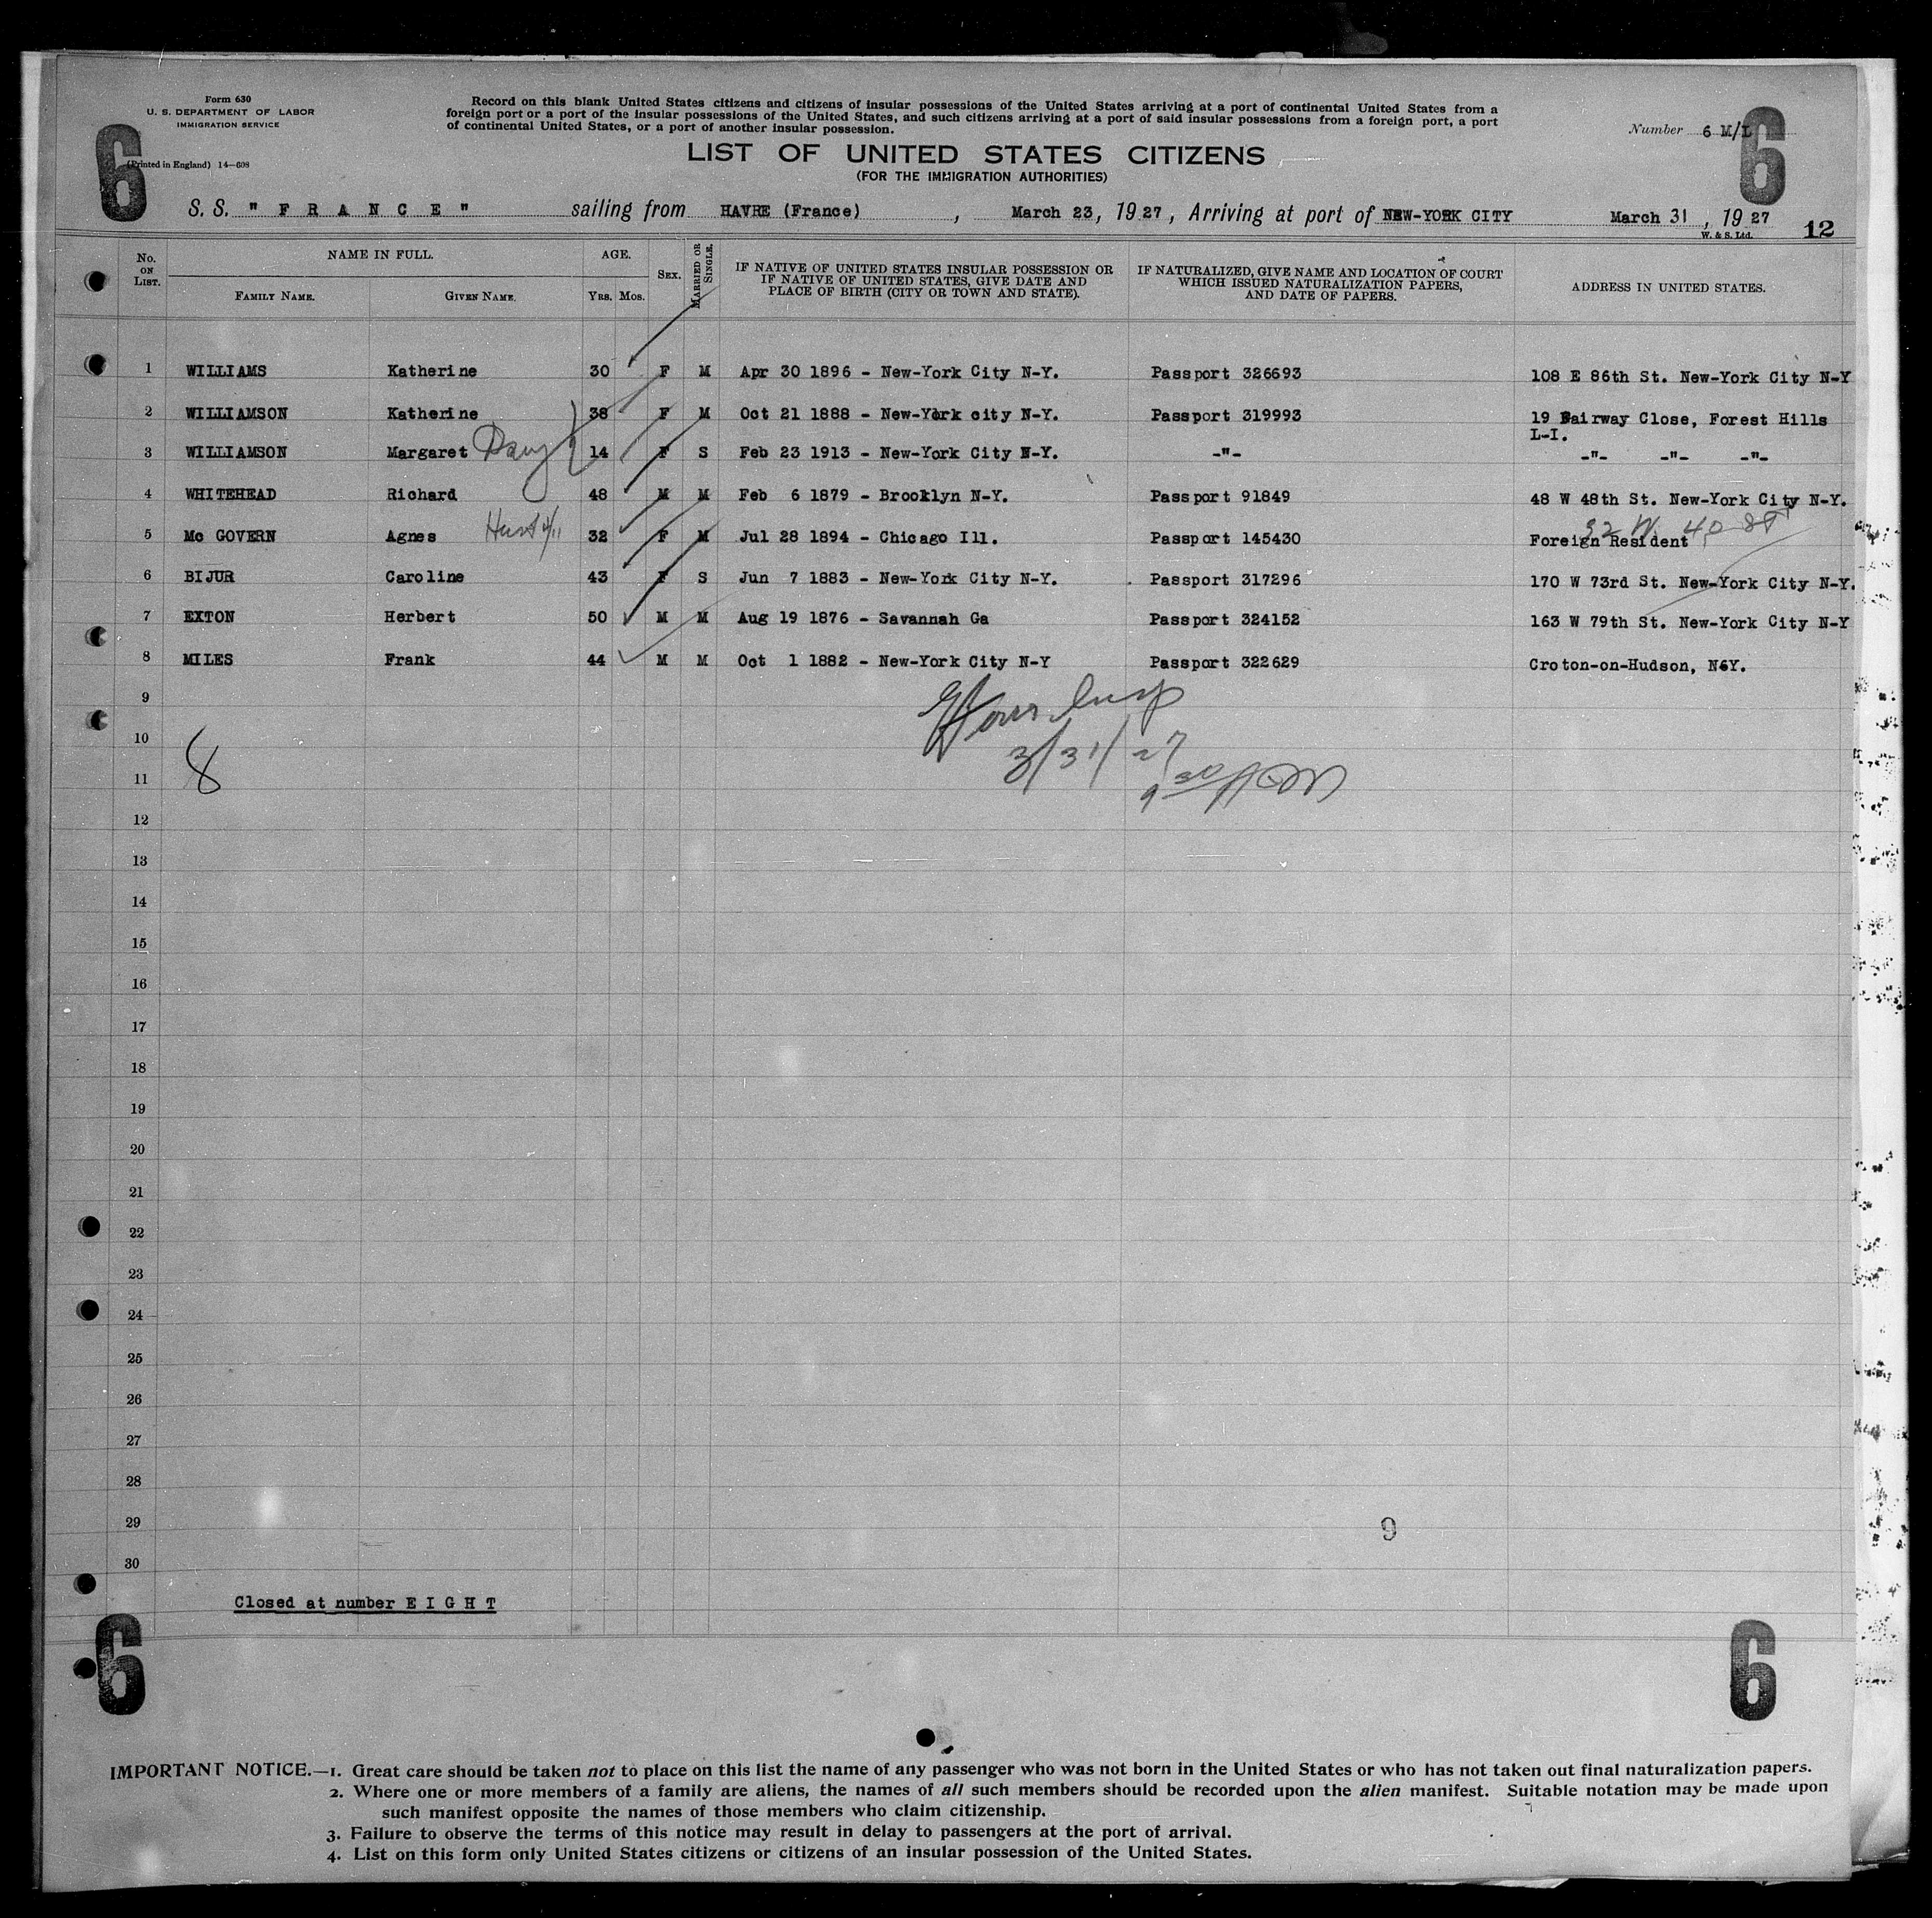 Form 630
U. S. DEPARTMENT OF LABOR
IMMIGRATION SERVICE
(Printed in England) 14—608
6
Record on this blank United States citizens and citizens of insular possessions of the United States arriving at a port of continental United States from a
foreign port or a port of the insular possessions of the United States, and such citizens arriving at a port of said insular possessions from a foreign port, a port
of continental United States, or a port of another insular possession.
Number 6 M/L
6
LIST OF UNITED STATES CITIZENS
(FOR THE IMMIGRATION AUTHORITIES)
S. S. " F R A N C E " sailing from HAVRE (France) , March 23, 19 27, Arriving at port of NEW-YORK CITY March 31, 19 27
W. & S. Ltd. 12
No. ON LIST. NAME IN FULL. FAMILY NAME. GIVEN NAME. AGE. YRS. MOS. SEX. MARRIED OR SINGLE. IF NATIVE OF UNITED STATES INSULAR POSSESSION OR IF NATIVE OF UNITED STATES, GIVE DATE AND PLACE OF BIRTH (CITY OR TOWN AND STATE). IF NATURALIZED, GIVE NAME AND LOCATION OF COURT WHICH ISSUED NATURALIZATION PAPERS, AND DATE OF PAPERS. ADDRESS IN UNITED STATES.
1 WILLIAMS Katherine 30 F M Apr 30 1896 - New-York City N-Y. Passport 326693 108 E 86th St. New-York City N-Y
2 WILLIAMSON Katherine 38 F M Oct 21 1888 - New-York city N-Y. Passport 319993 19 Fairway Close, Forest Hills
L-I.
3 WILLIAMSON Margaret 14 F S Feb 23 1913 - New-York City N-Y. -"- -"- -"- -"-
4 WHITEHEAD Richard 48 M M Feb 6 1879 - Brooklyn N-Y. Passport 91849 48 W 48th St. New-York City N-Y.
32 W. 40 ST
5 Mc GOVERN Agnes 32 F M Jul 28 1894 - Chicago Ill. Passport 145430 Foreign Resident
6 BIJUR Caroline 43 F S Jun 7 1883 - New-York City N-Y. Passport 317296 170 W 73rd St. New-York City N-Y.
7 EXTON Herbert 50 M M Aug 19 1876 - Savannah Ga Passport 324152 163 W 79th St. New-York City N-Y
8 MILES Frank 44 M M Oct 1 1882 - New-York City N-Y Passport 322629 Croton-on-Hudson, N6Y.
9
10
3/31/27
8
11
12
13
14
15
16
17
18
19
20
21
22
23
24
25
26
27
28
29
9
30
Closed at number E I G H T
6
6
IMPORTANT NOTICE.—1. Great care should be taken not to place on this list the name of any passenger who was not born in the United States or who has not taken out final naturalization papers.
2. Where one or more members of a family are aliens, the names of all such members should be recorded upon the alien manifest. Suitable notation may be made upon
such manifest opposite the names of those members who claim citizenship.
3. Failure to observe the terms of this notice may result in delay to passengers at the port of arrival.
4. List on this form only United States citizens or citizens of an insular possession of the United States.